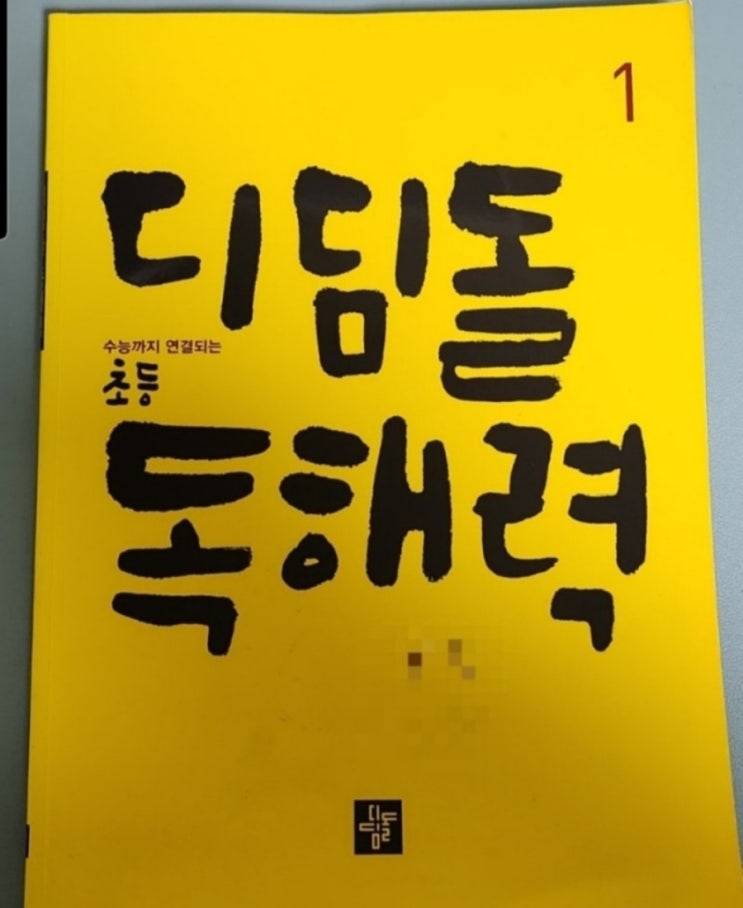 1
디딤돌
수능까지 연결되는
초등
독해력
디딤돌